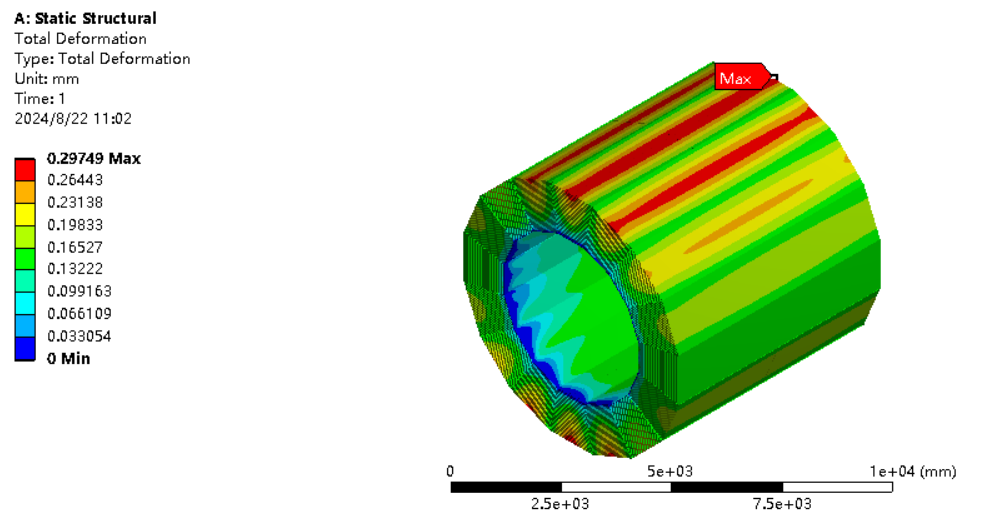 A: Static Structural
Total Deformation
Type: Total Deformation
Unit: mm
Time: 1
2024/8/22 11:02
0.29749 Max
0.26443
0.23138
0.19833
0.16527
0.13222
0.099163
0.066109
0.033054
0 Min
Max
0 5e+03 1e+04 (mm)
2.5e+03 7.5e+03